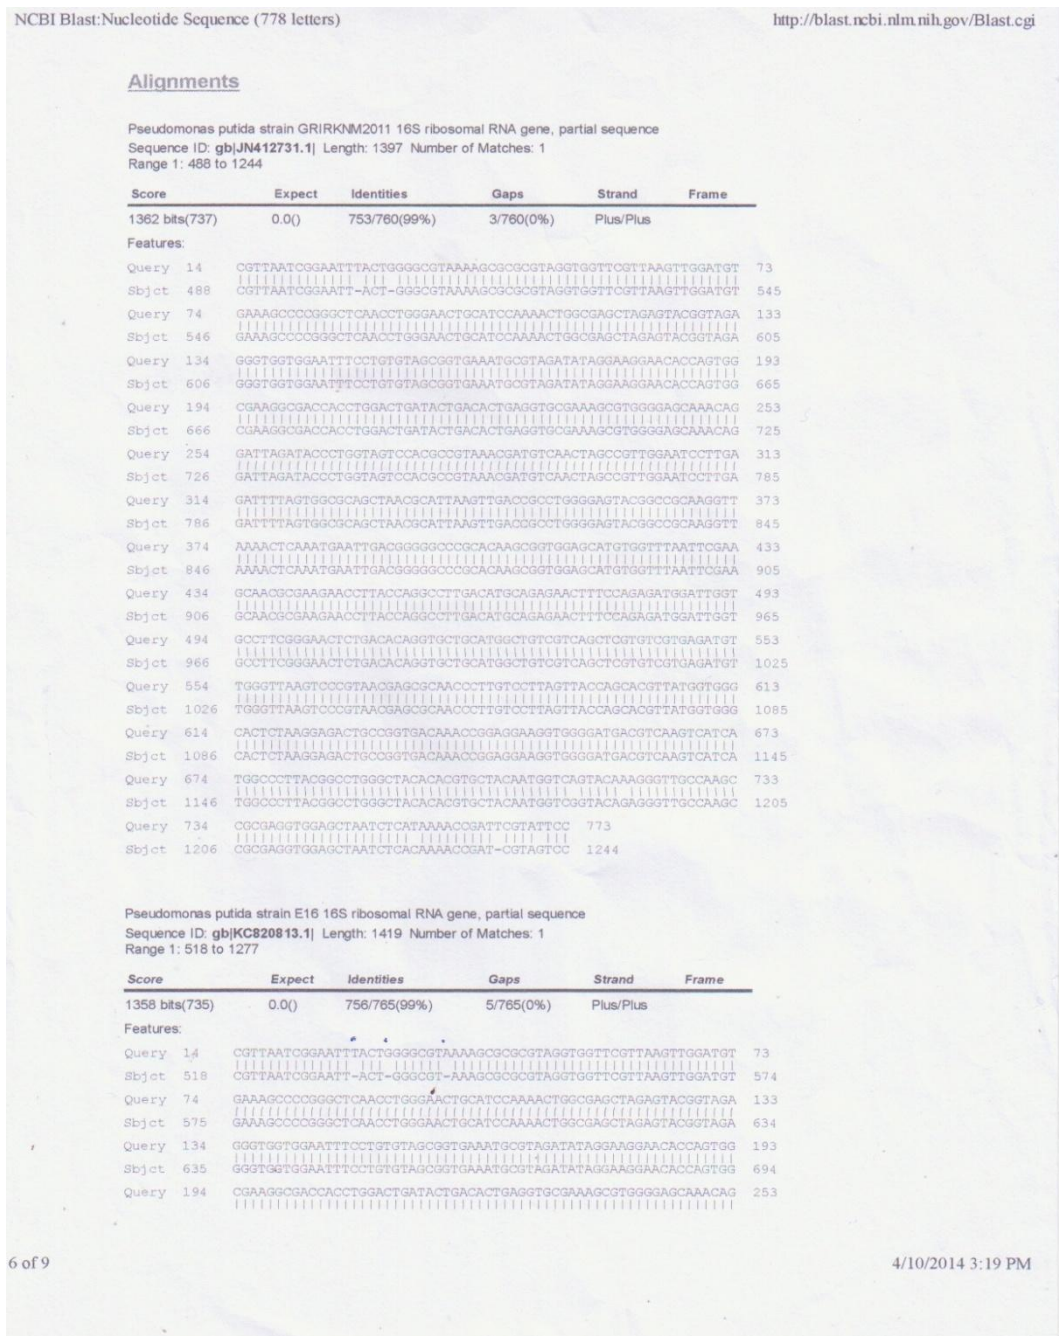 NCBI Blast:Nucleotide Sequence (778 letters) http://blast.ncbi.nlm.nih.gov/Blast.cgi
Alignments
Pseudomonas putida strain GRIRKNM2011 16S ribosomal RNA gene, partial sequence
Sequence ID: gb|JN412731.1| Length: 1397 Number of Matches: 1
Range 1: 488 to 1244
Score Expect Identities Gaps Strand Frame
1362 bits(737) 0.0() 753/760(99%) 3/760(0%) Plus/Plus
Features:
Query 14 CGTTAATCGGAATTTACTGGGGCGTAAAAGCGCGCGTAGGTGGTTCGTTAAGTTGGATGT 73
Sbjct 488 CGTTAATCGGAATT-ACT-GGGCGTAAAAGCGCGCGTAGGTGGTTCGTTAAGTTGGATGT 545
Query 74 GAAAGCCCCGGGCTCAACCTGGGAACTGCATCCAAAACTGGCGAGCTAGAGTACGGTAGA 133
Sbjct 546 GAAAGCCCCGGGCTCAACCTGGGAACTGCATCCAAAACTGGCGAGCTAGAGTACGGTAGA 605
Query 134 GGGTGGTGGAATTTCCTGTGTAGCGGTGAAATGCGTAGATATAGGAAGGAACACCAGTGG 193
Sbjct 606 GGGTGGTGGAATTTCCTGTGTAGCGGTGAAATGCGTAGATATAGGAAGGAACACCAGTGG 665
Query 194 CGAAGGCGACCACCTGGACTGATACTGACACTGAGGTGCGAAAGCGTGGGGAGCAAACAG 253
Sbjct 666 CGAAGGCGACCACCTGGACTGATACTGACACTGAGGTGCGAAAGCGTGGGGAGCAAACAG 725
Query 254 GATTAGATACCCTGGTAGTCCACGCCGTAAACGATGTCAACTAGCCGTTGGAATCCTTGA 313
Sbjct 726 GATTAGATACCCTGGTAGTCCACGCCGTAAACGATGTCAACTAGCCGTTGGAATCCTTGA 785
Query 314 GATTTTAGTGGCGCAGCTAACGCATTAAGTTGACCGCCTGGGGAGTACGGCCGCAAGGTT 373
Sbjct 786 GATTTTAGTGGCGCAGCTAACGCATTAAGTTGACCGCCTGGGGAGTACGGCCGCAAGGTT 845
Query 374 AAAACTCAAATGAATTGACGGGGGCCCGCACAAGCGGTGGAGCATGTGGTTTAATTCGAA 433
Sbjct 846 AAAACTCAAATGAATTGACGGGGGCCCGCACAAGCGGTGGAGCATGTGGTTTAATTCGAA 905
Query 434 GCAACGCGAAGAACCTTACCAGGCCTTGACATGCAGAGAACTTTCCAGAGATGGATTGGT 493
Sbjct 906 GCAACGCGAAGAACCTTACCAGGCCTTGACATGCAGAGAACTTTCCAGAGATGGATTGGT 965
Query 494 GCCTTCGGGAACTCTGACACAGGTGCTGCATGGCTGTCGTCAGCTCGTGTCGTGAGATGT 553
Sbjct 966 GCCTTCGGGAACTCTGACACAGGTGCTGCATGGCTGTCGTCAGCTCGTGTCGTGAGATGT 1025
Query 554 TGGGTTAAGTCCCGTAACGAGCGCAACCCTTGTCCTTAGTTACCAGCACGTTATGGTGGG 613
Sbjct 1026 TGGGTTAAGTCCCGTAACGAGCGCAACCCTTGTCCTTAGTTACCAGCACGTTATGGTGGG 1085
Query 614 CACTCTAAGGAGACTGCCGGTGACAAACCGGAGGAAGGTGGGGATGACGTCAAGTCATCA 673
Sbjct 1086 CACTCTAAGGAGACTGCCGGTGACAAACCGGAGGAAGGTGGGGATGACGTCAAGTCATCA 1145
Query 674 TGGCCCTTACGGCCTGGGCTACACACGTGCTACAATGGTCAGTACAAAGGGTTGCCAAGC 733
Sbjct 1146 TGGCCCTTACGGCCTGGGCTACACACGTGCTACAATGGTCGGTACAGAGGGTTGCCAAGC 1205
Query 734 CGCGAGGTGGAGCTAATCTCATAAAACCGATTCGTATTCC 773
Sbjct 1206 CGCGAGGTGGAGCTAATCTCACAAAACCGAT-CGTAGTCC 1244
Pseudomonas putida strain E16 16S ribosomal RNA gene, partial sequence
Sequence ID: gb|KC820813.1| Length: 1419 Number of Matches: 1
Range 1: 518 to 1277
Score Expect Identities Gaps Strand Frame
1358 bits(735) 0.0() 756/765(99%) 5/765(0%) Plus/Plus
Features:
Query 14 CGTTAATCGGAATTTACTGGGGCGTAAAAGCGCGCGTAGGTGGTTCGTTAAGTTGGATGT 73
Sbjct 518 CGTTAATCGGAATT-ACT-GGGCGT-AAAGCGCGCGTAGGTGGTTCGTTAAGTTGGATGT 574
Query 74 GAAAGCCCCGGGCTCAACCTGGGAACTGCATCCAAAACTGGCGAGCTAGAGTACGGTAGA 133
Sbjct 575 GAAAGCCCCGGGCTCAACCTGGGAACTGCATCCAAAACTGGCGAGCTAGAGTACGGTAGA 634
Query 134 GGGTGGTGGAATTTCCTGTGTAGCGGTGAAATGCGTAGATATAGGAAGGAACACCAGTGG 193
Sbjct 635 GGGTGGTGGAATTTCCTGTGTAGCGGTGAAATGCGTAGATATAGGAAGGAACACCAGTGG 694
Query 194 CGAAGGCGACCACCTGGACTGATACTGACACTGAGGTGCGAAAGCGTGGGGAGCAAACAG 253
6 of 9 4/10/2014 3:19 PM